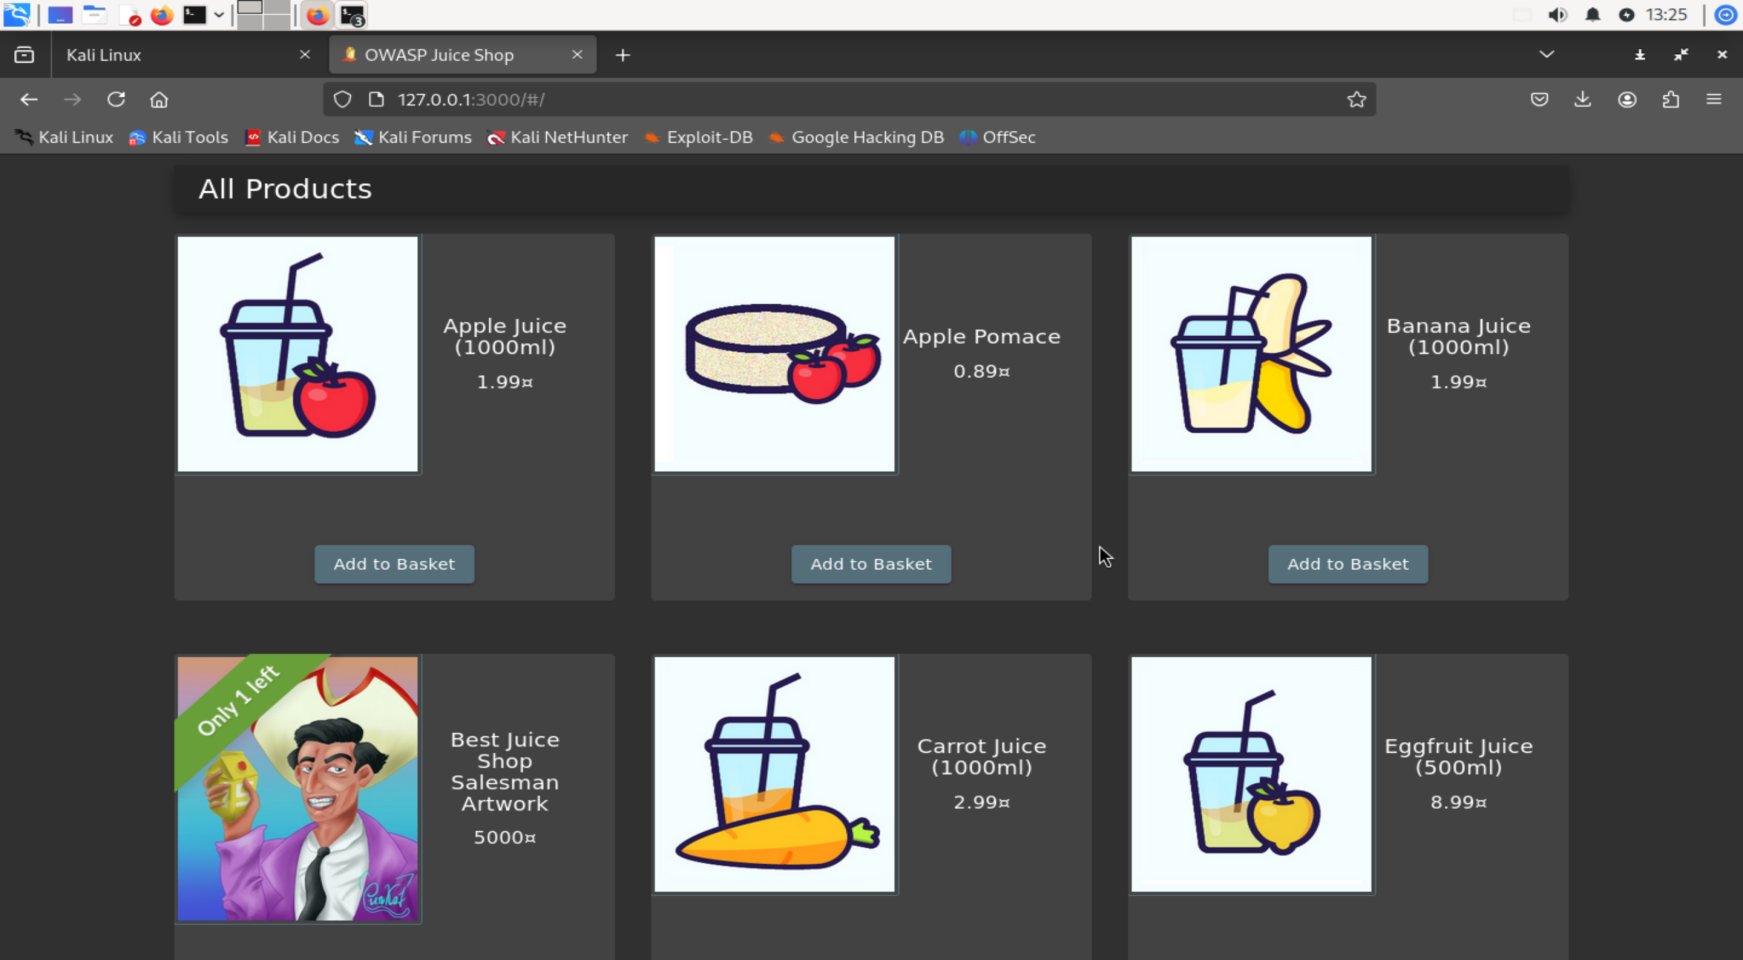 13:25
Kali Linux
OWASP Juice Shop
127.0.0.1:3000/#/
Kali Linux Kali Tools Kali Docs Kali Forums Kali NetHunter Exploit-DB Google Hacking DB OffSec
All Products
Apple Juice
(1000ml)
1.99¤
Add to Basket
Apple Pomace
0.89¤
Add to Basket
Banana Juice
(1000ml)
1.99¤
Add to Basket
Only 1 left
Best Juice
Shop
Salesman
Artwork
5000¤
Carrot Juice
(1000ml)
2.99¤
Eggfruit Juice
(500ml)
8.99¤